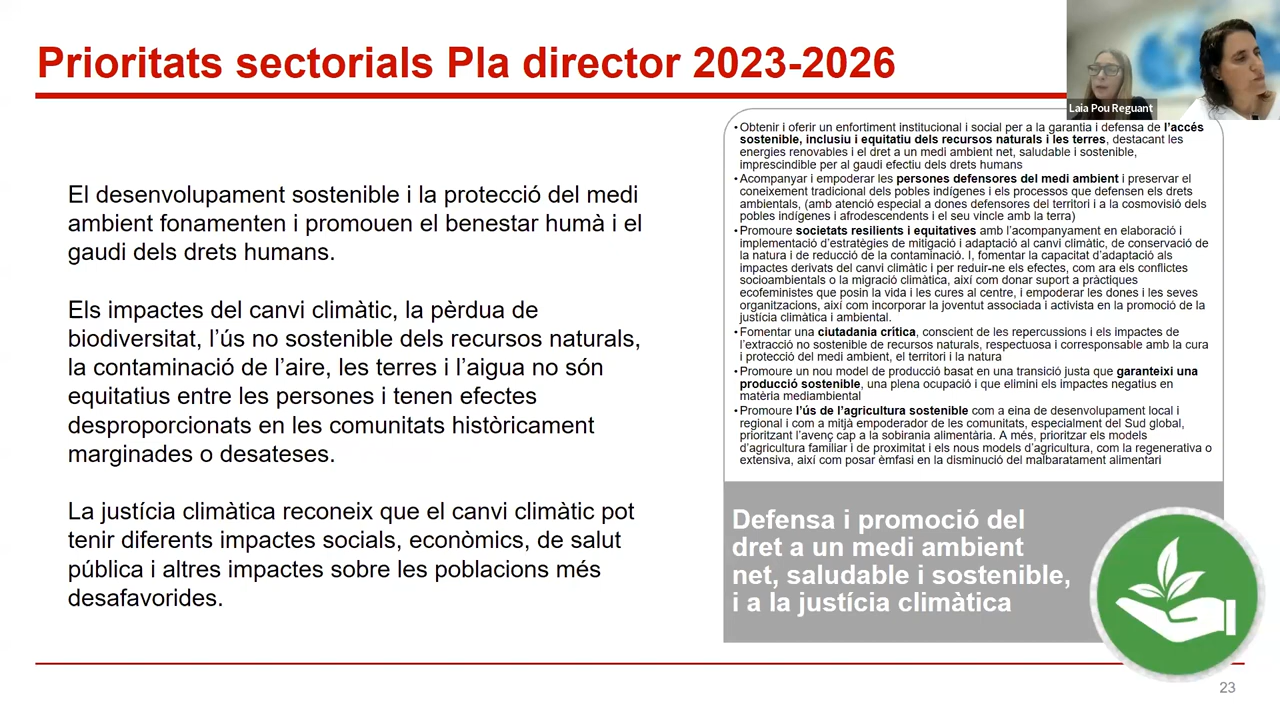 Prioritats sectorials Pla director 2023-2026
Laia Pou Reguant
El desenvolupament sostenible i la protecció del medi
ambient fonamenten i promouen el benestar humà i el
gaudi dels drets humans.
Els impactes del canvi climàtic, la pèrdua de
biodiversitat, l’ús no sostenible dels recursos naturals,
la contaminació de l’aire, les terres i l’aigua no són
equitatius entre les persones i tenen efectes
desproporcionats en les comunitats històricament
marginades o desateses.
La justícia climàtica reconeix que el canvi climàtic pot
tenir diferents impactes socials, econòmics, de salut
pública i altres impactes sobre les poblacions més
desafavorides.
•Obtenir i oferir un enfortiment institucional i social per a la garantia i defensa de l’accés
sostenible, inclusiu i equitatiu dels recursos naturals i les terres, destacant les
energies renovables i el dret a un medi ambient net, saludable i sostenible,
imprescindible per al gaudi efectiu dels drets humans
•Acompanyar i empoderar les persones defensores del medi ambient i preservar el
coneixement tradicional dels pobles indígenes i els processos que defensen els drets
ambientals, (amb atenció especial a dones defensores del territori i a la cosmovisió dels
pobles indígenes i afrodescendents i el seu vincle amb la terra)
•Promoure societats resilients i equitatives amb l’acompanyament en elaboració i
implementació d’estratègies de mitigació i adaptació al canvi climàtic, de conservació de
la natura i de reducció de la contaminació. I, fomentar la capacitat d’adaptació als
impactes derivats del canvi climàtic i per reduir-ne els efectes, com ara els conflictes
socioambientals o la migració climàtica, així com donar suport a pràctiques
ecofeministes que posin la vida i les cures al centre, i empoderar les dones i les seves
organitzacions, així com incorporar la joventut associada i activista en la promoció de la
justícia climàtica i ambiental.
•Fomentar una ciutadania crítica, conscient de les repercussions i els impactes de
l’extracció no sostenible de recursos naturals, respectuosa i corresponsable amb la cura
i protecció del medi ambient, el territori i la natura
•Promoure un nou model de producció basat en una transició justa que garanteixi una
producció sostenible, una plena ocupació i que elimini els impactes negatius en
matèria mediambiental
•Promoure l’ús de l’agricultura sostenible com a eina de desenvolupament local i
regional i com a mitjà empoderador de les comunitats, especialment del Sud global,
prioritzant l’avenç cap a la sobirania alimentària. A més, prioritzar els models
d’agricultura familiar i de proximitat i els nous models d’agricultura, com la regenerativa o
extensiva, així com posar èmfasi en la disminució del malbaratament alimentari
Defensa i promoció del
dret a un medi ambient
net, saludable i sostenible,
i a la justícia climàtica
23